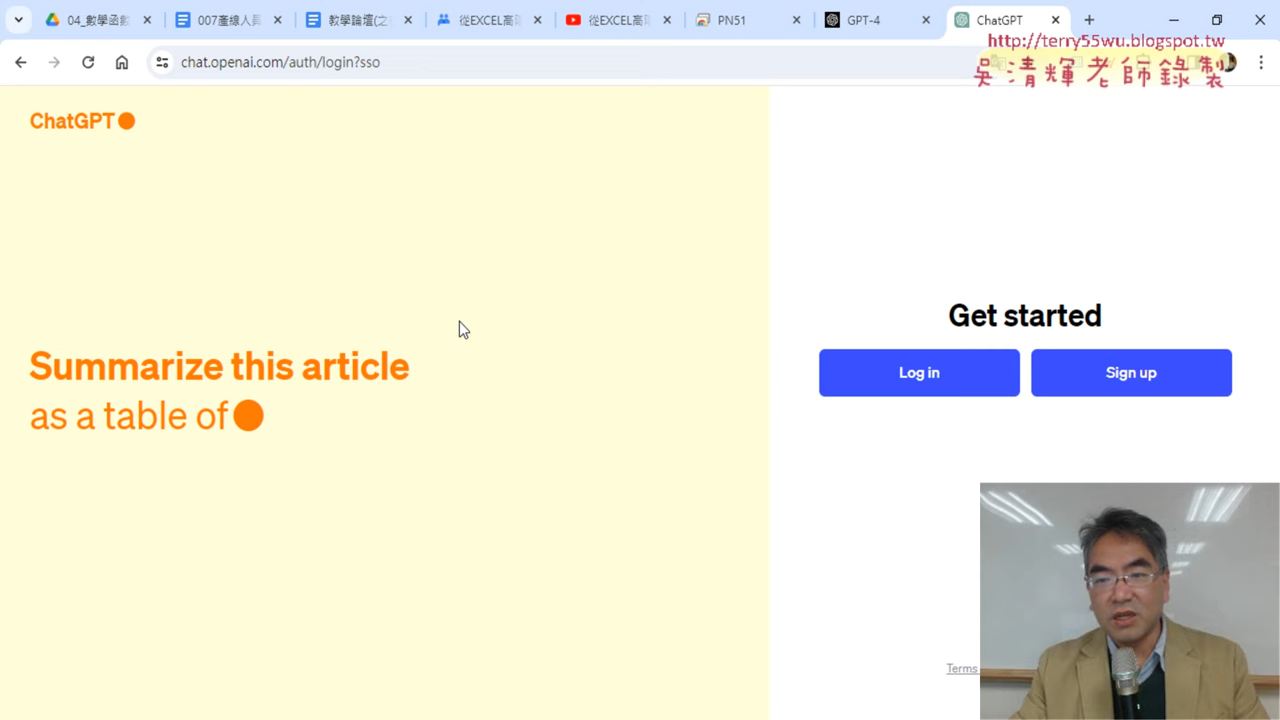 04_數學函數
007產線人員
教學論壇(之
從EXCEL高階
從EXCEL高階
PN51
GPT-4
ChatGPT
http://terry55wu.blogspot.tw
chat.openai.com/auth/login?sso
吳清輝老師錄製
ChatGPT
Summarize this article
as a table of
Get started
Log in
Sign up
Terms